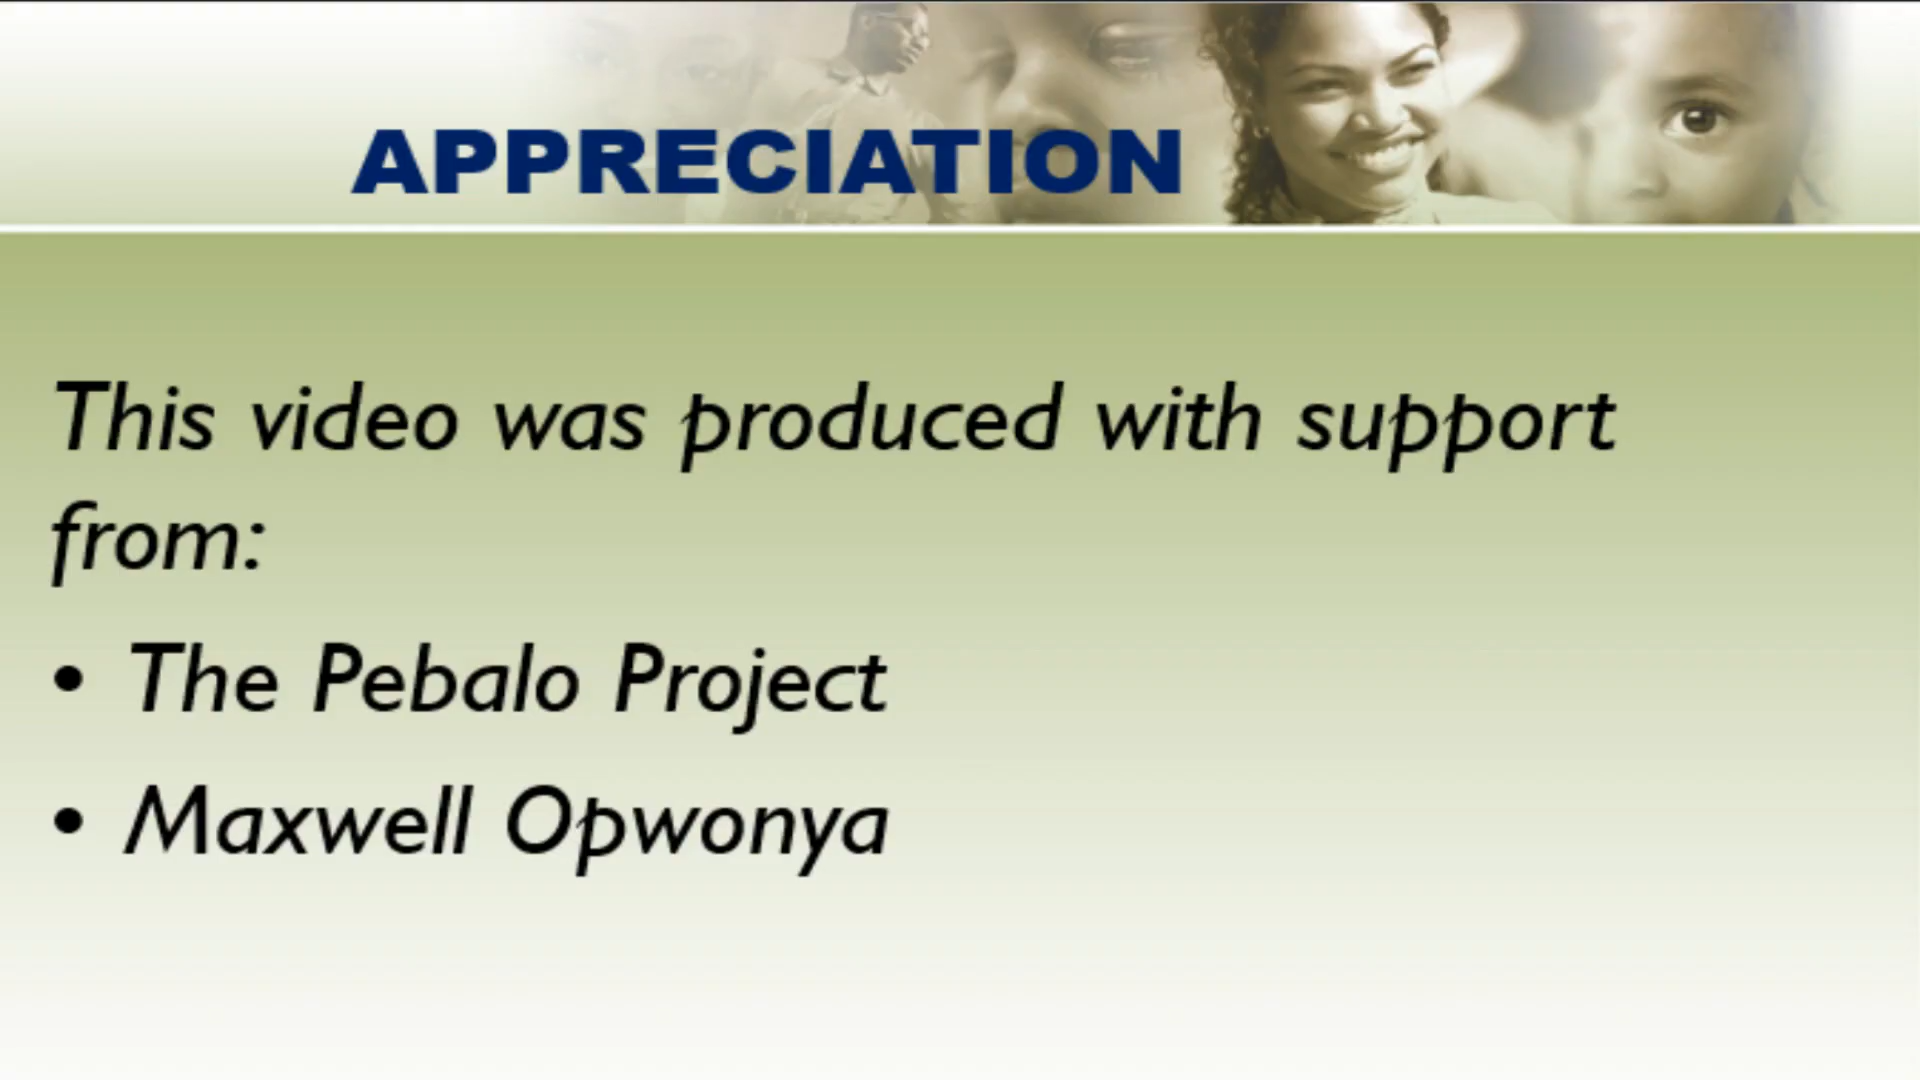 APPRECIATION
This video was produced with support
from:
• The Pebalo Project
• Maxwell Opwonya